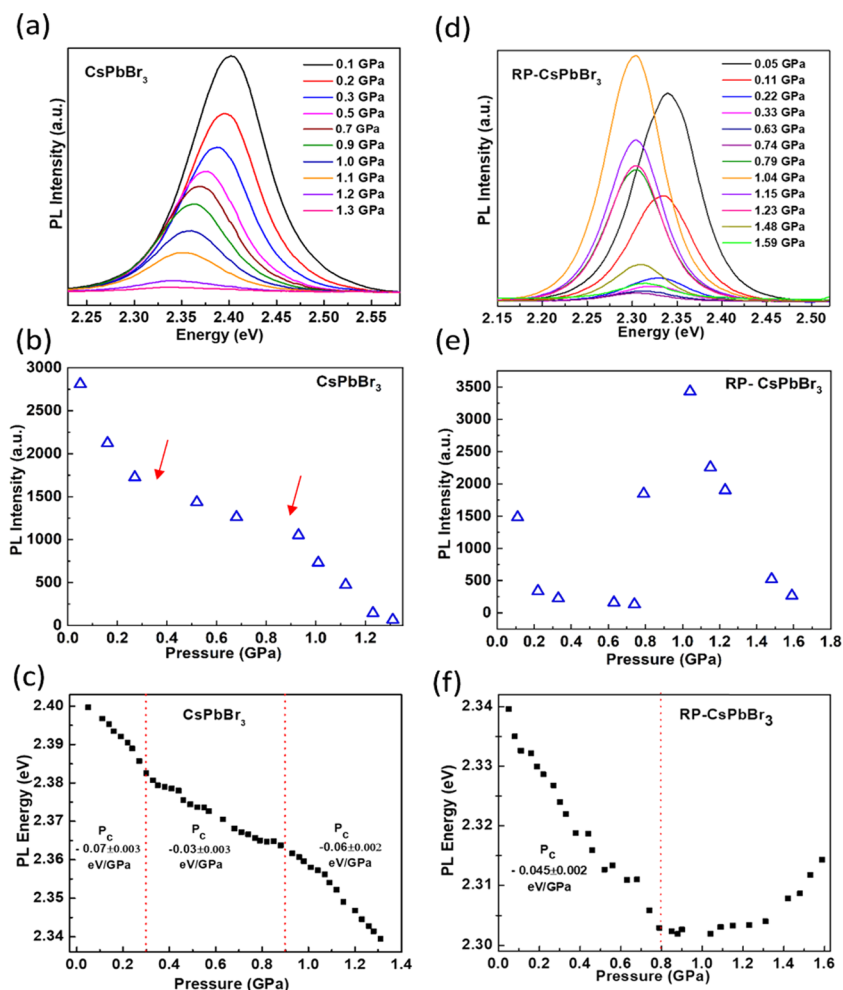 (a)
CsPbBr3
0.1 GPa
0.2 GPa
0.3 GPa
0.5 GPa
0.7 GPa
0.9 GPa
1.0 GPa
1.1 GPa
1.2 GPa
1.3 GPa
PL Intensity (a.u.)
2.25 2.30 2.35 2.40 2.45 2.50 2.55
Energy (eV)
(d)
RP-CsPbBr3
0.05 GPa
0.11 GPa
0.22 GPa
0.33 GPa
0.63 GPa
0.74 GPa
0.79 GPa
1.04 GPa
1.15 GPa
1.23 GPa
1.48 GPa
1.59 GPa
PL Intensity (a.u.)
2.15 2.20 2.25 2.30 2.35 2.40 2.45 2.50
Energy (eV)
(b)
CsPbBr3
PL Intensity (a.u.)
3000
2500
2000
1500
1000
500
0
0.0 0.2 0.4 0.6 0.8 1.0 1.2
Pressure (GPa)
(e)
RP- CsPbBr3
PL Intensity (a.u.)
3500
3000
2500
2000
1500
1000
500
0
0.0 0.2 0.4 0.6 0.8 1.0 1.2 1.4 1.6 1.8
Pressure (GPa)
(c)
CsPbBr3
PL Energy (eV)
2.40
2.39
2.38
2.37
2.36
2.35
2.34
PC
- 0.07±0.003
eV/GPa
PC
-0.03±0.003
eV/GPa
PC
-0.06±0.002
eV/GPa
0.0 0.2 0.4 0.6 0.8 1.0 1.2 1.4
Pressure (GPa)
(f)
RP-CsPbBr3
PL Energy (eV)
2.34
2.33
2.32
2.31
2.30
PC
- 0.045±0.002
eV/GPa
0.0 0.2 0.4 0.6 0.8 1.0 1.2 1.4 1.6
Pressure (GPa)